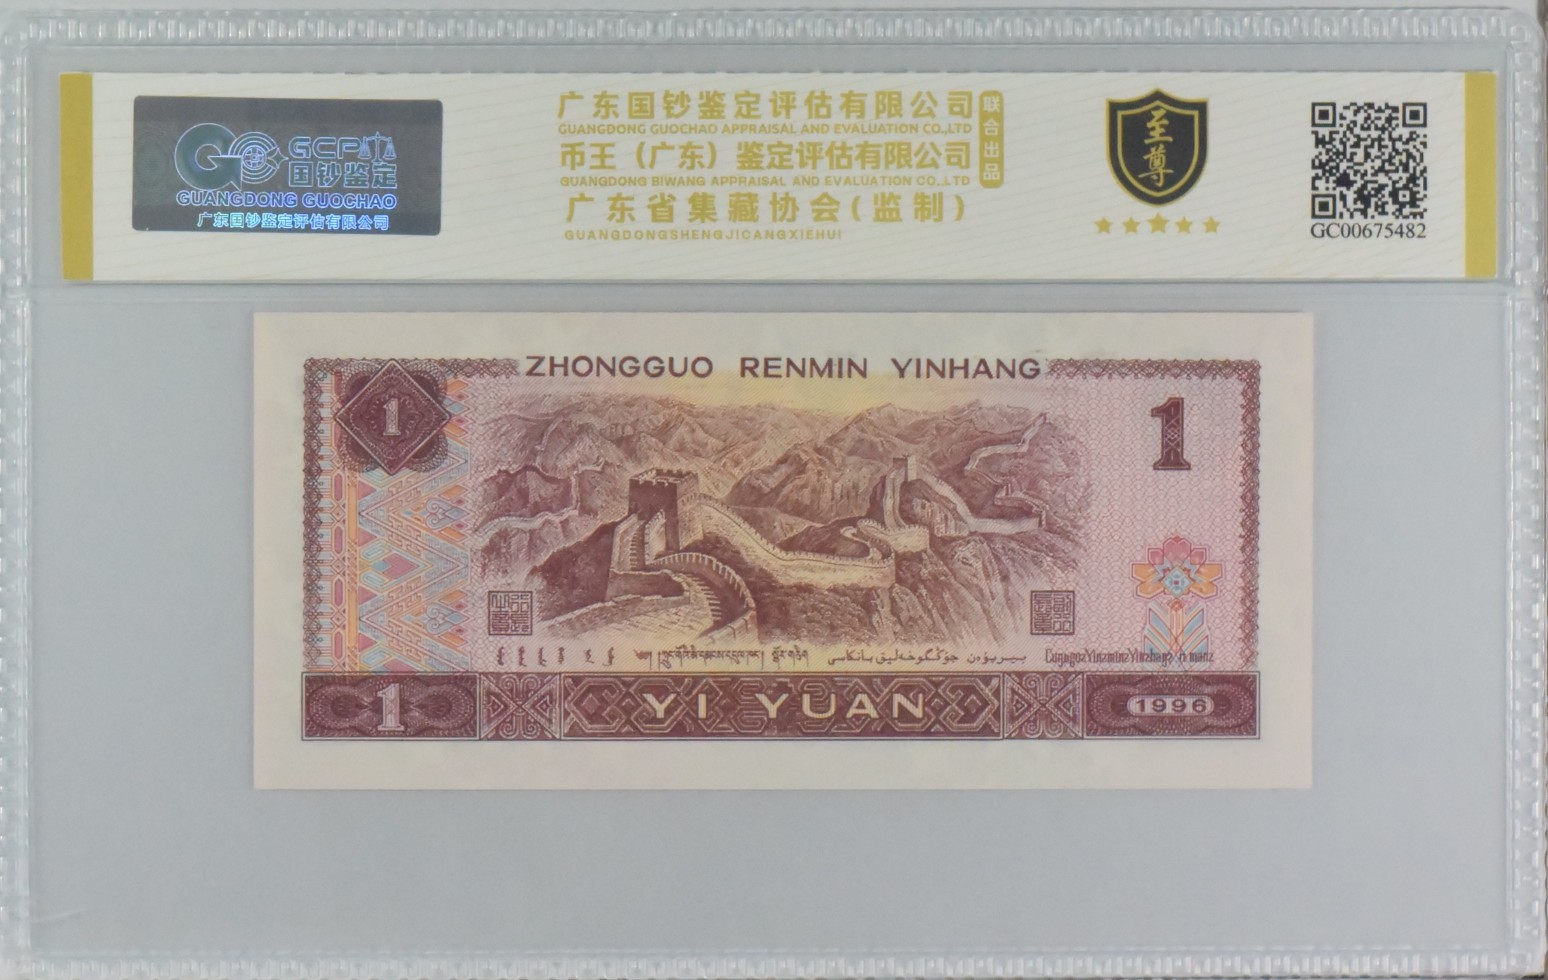 GCP
国钞鉴定
GUANGDONG GUOCHAO
广东国钞鉴定评估有限公司
广东国钞鉴定评估有限公司
GUANGDONG GUOCHAO APPRAISAL AND EVALUATION CO.,LTD
币王（广东）鉴定评估有限公司
GUANGDONG BIWANG APPRAISAL AND EVALUATION CO.,LTD
联合出品
广东省集藏协会(监制)
GUANGDONGSHENGJICANGXIEHUI
至尊
GC00675482
ZHONGGUO RENMIN YINHANG
1
1
1
YI YUAN
1996